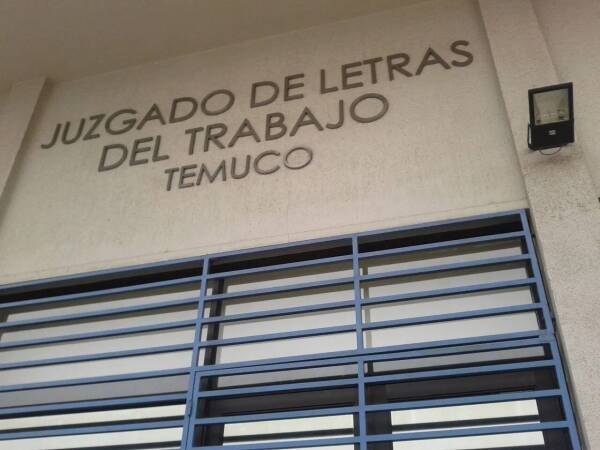 JUZGADO DE LETRAS
DEL TRABAJO
TEMUCO